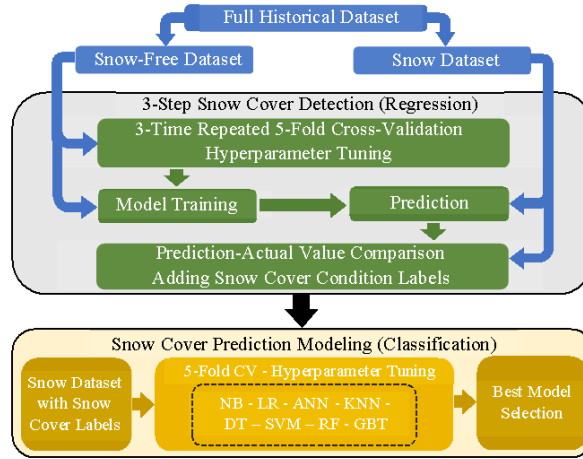 Full Historical Dataset
Snow-Free Dataset
Snow Dataset
3-Step Snow Cover Detection (Regression)
3-Time Repeated 5-Fold Cross-Validation
Hyperparameter Tuning
Model Training
Prediction
Prediction-Actual Value Comparison
Adding Snow Cover Condition Labels
Snow Cover Prediction Modeling (Classification)
Snow Dataset
with Snow
Cover Labels
5-Fold CV - Hyperparameter Tuning
NB - LR - ANN - KNN -
DT – SVM – RF - GBT
Best Model
Selection